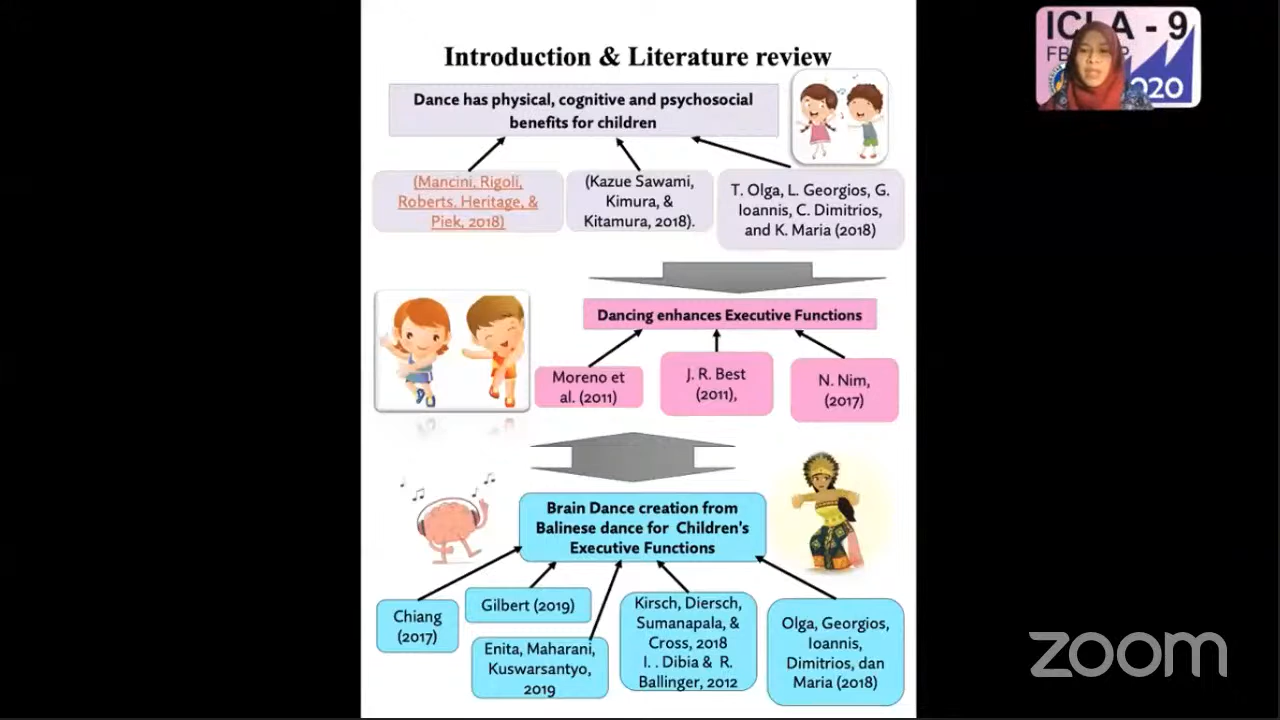 Introduction & Literature review
Dance has physical, cognitive and psychosocial
benefits for children
(Mancini, Rigoli,
Roberts, Heritage, &
Piek, 2018)
(Kazue Sawami,
Kimura, &
Kitamura, 2018).
T. Olga, L. Georgios, G.
Ioannis, C. Dimitrios,
and K. Maria (2018)
Dancing enhances Executive Functions
Moreno et
al. (2011)
J. R. Best
(2011),
N. Nim,
(2017)
Brain Dance creation from
Balinese dance for Children's
Executive Functions
Chiang
(2017)
Gilbert (2019)
Enita, Maharani,
Kuswarsantyo,
2019
Kirsch, Diersch,
Sumanapala, &
Cross, 2018
I. . Dibia & R.
Ballinger, 2012
Olga, Georgios,
Ioannis,
Dimitrios, dan
Maria (2018)
- 9
2020
zoom